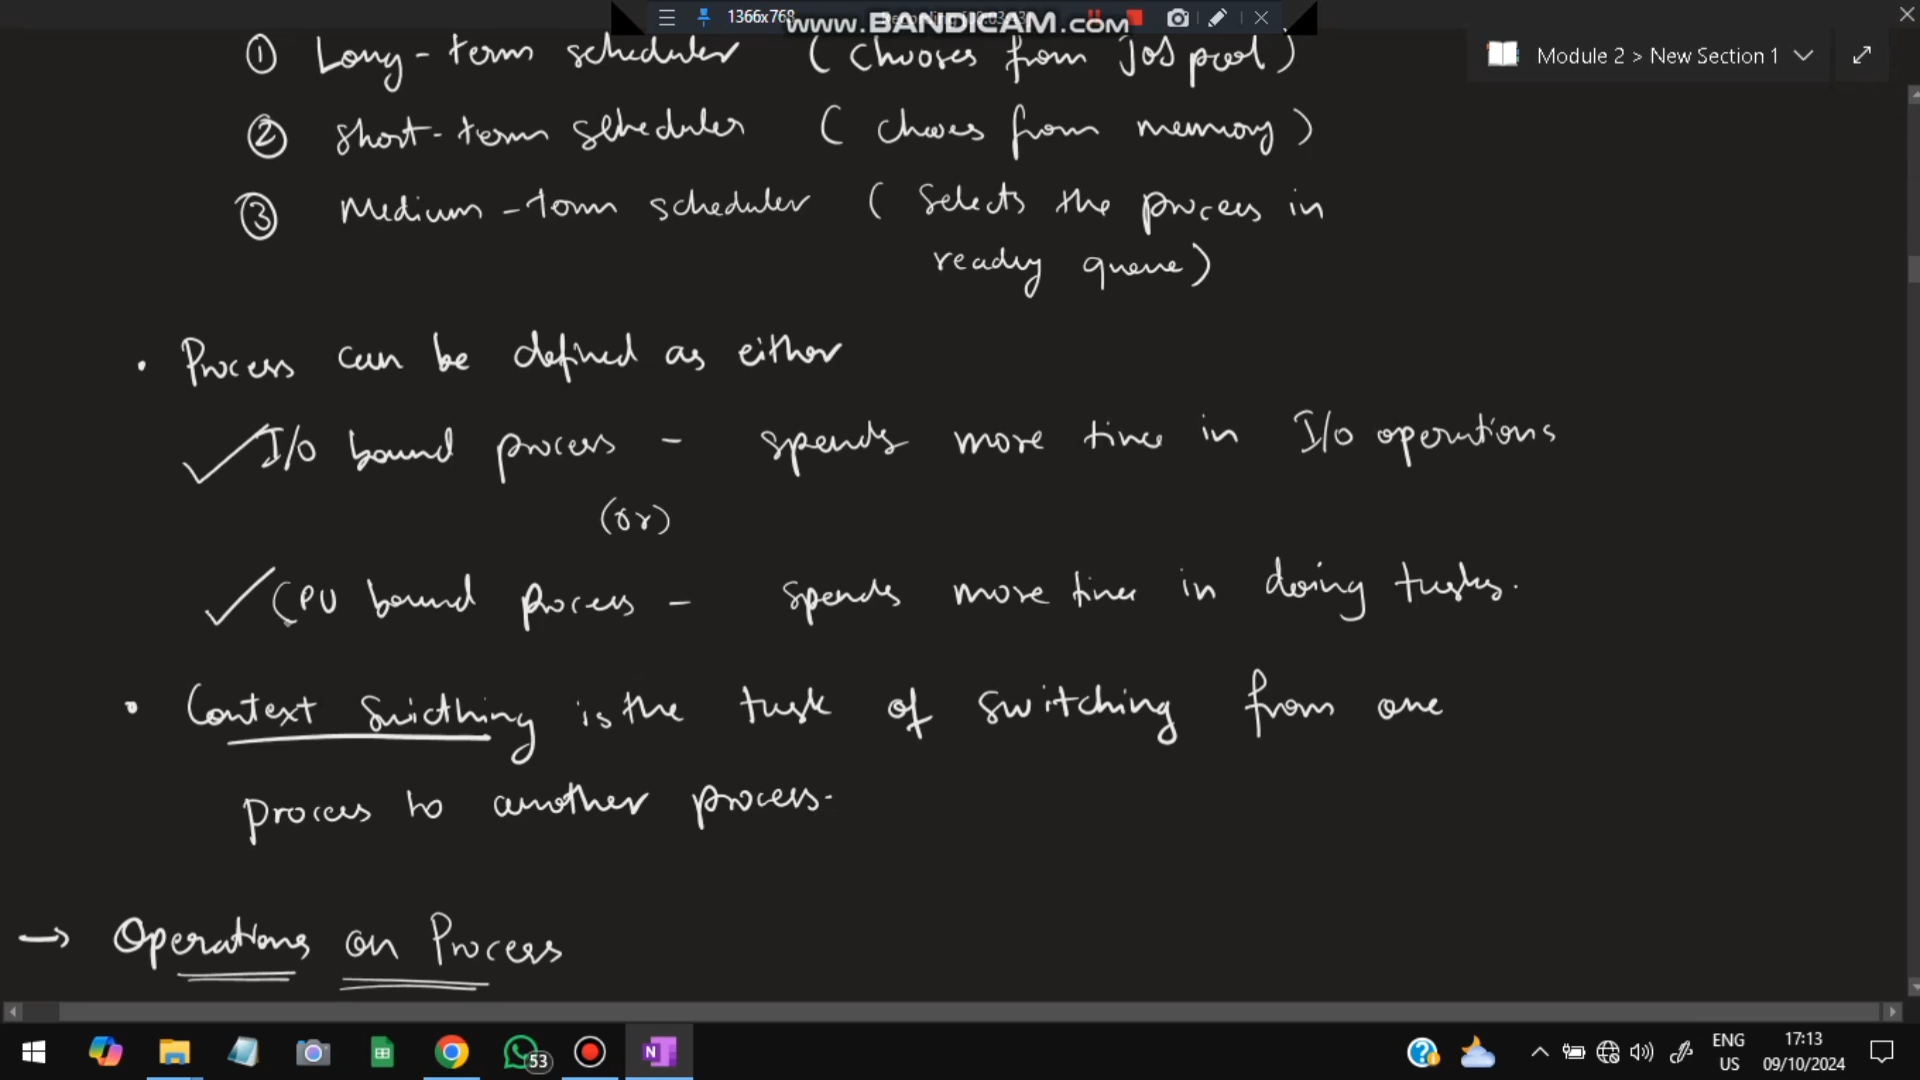 1366x768
www.BANDICAM.com
Module 2 > New Section 1
① Long-term scheduler (chooses from job pool)
② Short-term scheduler (choses from memory)
③ Medium-term scheduler (Selects the process in
ready queue)
• Process can be defined as either
✓ I/o bound process - spends more time in I/o operations
(or)
✓ CPU bound process - spends more time in doing tasks.
• Context Swicthing is the task of switching from one
process to another process.
→ Operations on Process
53
ENG
US
17:13
09/10/2024